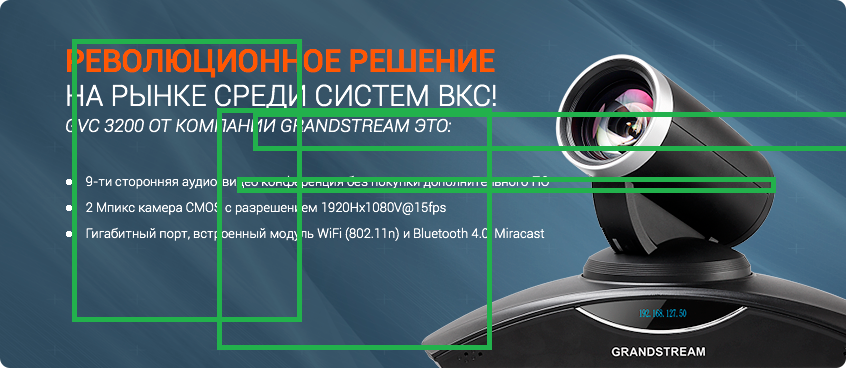 РЕВОЛЮЦИОННОЕ РЕШЕНИЕ
НА РЫНКЕ СРЕДИ СИСТЕМ ВКС!
GVC 3200 ОТ КОМПАНИИ GRANDSTREAM ЭТО:
9-ти сторонняя аудио видео конференция без покупки дополнительного ПО
2 Мпикс камера CMOS с разрешением 1920Hx1080V@15fps
Гигабитный порт, встроенный модуль WiFi (802.11n) и Bluetooth 4.0, Miracast
192.168.127.50
GRANDSTREAM